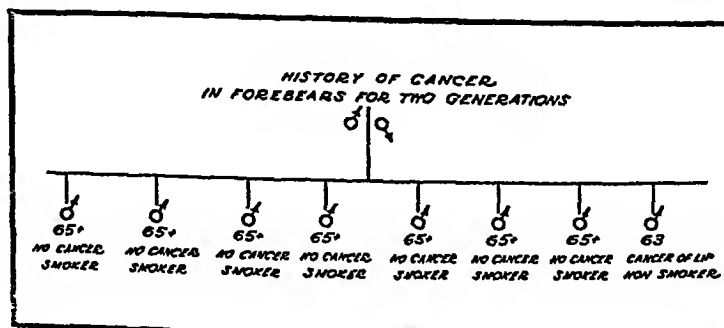 HISTORY OF CANCER
IN FOREBEARS FOR TWO GENERATIONS
65+ 65+ 65+ 65+ 65+ 65+ 65+ 63
NO CANCER NO CANCER NO CANCER NO CANCER NO CANCER NO CANCER NO CANCER CANCER OF LIP
SMOKER SMOKER SMOKER SMOKER SMOKER SMOKER SMOKER NON SMOKER